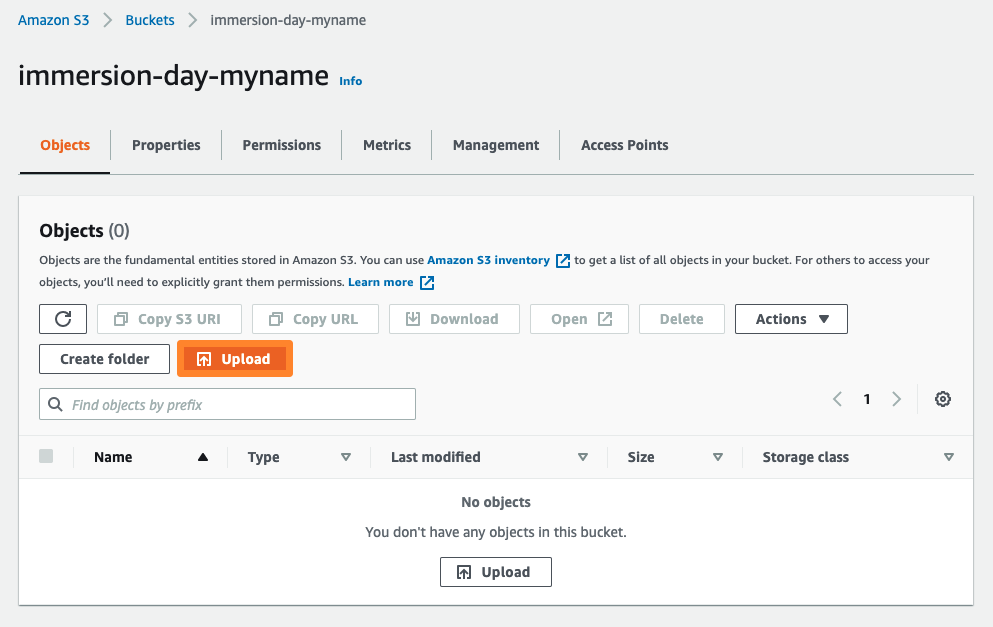 Amazon S3 > Buckets > immersion-day-myname
immersion-day-myname Info
Objects Properties Permissions Metrics Management Access Points
Objects (0)
Objects are the fundamental entities stored in Amazon S3. You can use Amazon S3 inventory to get a list of all objects in your bucket. For others to access your
objects, you'll need to explicitly grant them permissions. Learn more
Copy S3 URI Copy URL Download Open Delete Actions
Create folder Upload
Find objects by prefix 1
Name Type Last modified Size Storage class
No objects
You don't have any objects in this bucket.
Upload